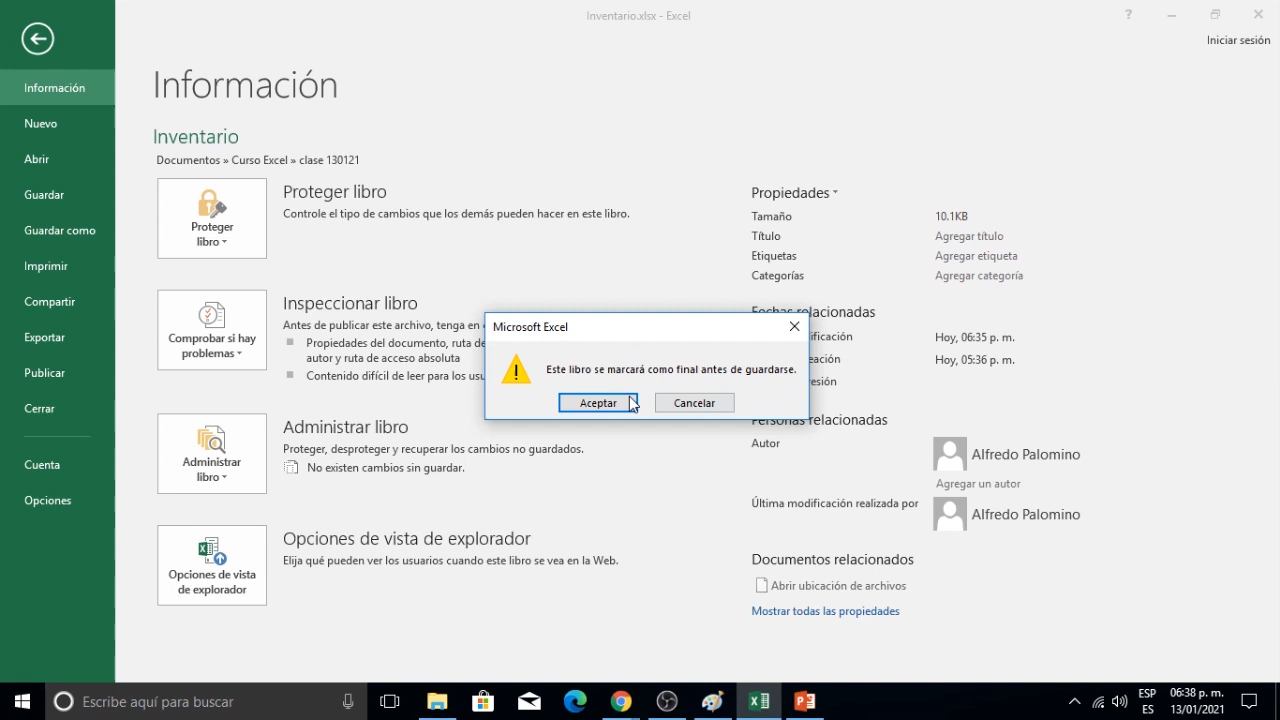 Inventario.xlsx - Excel
?
Iniciar sesión
Información
Nuevo
Abrir
Guardar
Guardar como
Imprimir
Compartir
Exportar
Publicar
Cerrar
Cuenta
Opciones
Información
Inventario
Documentos » Curso Excel » clase 130121
Proteger
libro
Proteger libro
Controle el tipo de cambios que los demás pueden hacer en este libro.
Comprobar si hay
problemas
Inspeccionar libro
Antes de publicar este archivo, tenga en
Propiedades del documento, ruta de
autor y ruta de acceso absoluta
Contenido difícil de leer para los usu
Administrar
libro
Administrar libro
Proteger, desproteger y recuperar los cambios no guardados.
No existen cambios sin guardar.
Opciones de vista
de explorador
Opciones de vista de explorador
Elija qué pueden ver los usuarios cuando este libro se vea en la Web.
Microsoft Excel
Este libro se marcará como final antes de guardarse.
Aceptar
Cancelar
Propiedades
Tamaño 10.1KB
Título Agregar título
Etiquetas Agregar etiqueta
Categorías Agregar categoría
Fechas relacionadas
ificación Hoy, 06:35 p. m.
eación Hoy, 05:36 p. m.
esión
Personas relacionadas
Autor
Alfredo Palomino
Agregar un autor
Última modificación realizada por
Alfredo Palomino
Documentos relacionados
Abrir ubicación de archivos
Mostrar todas las propiedades
Escribe aquí para buscar
ESP
ES
06:38 p. m.
13/01/2021